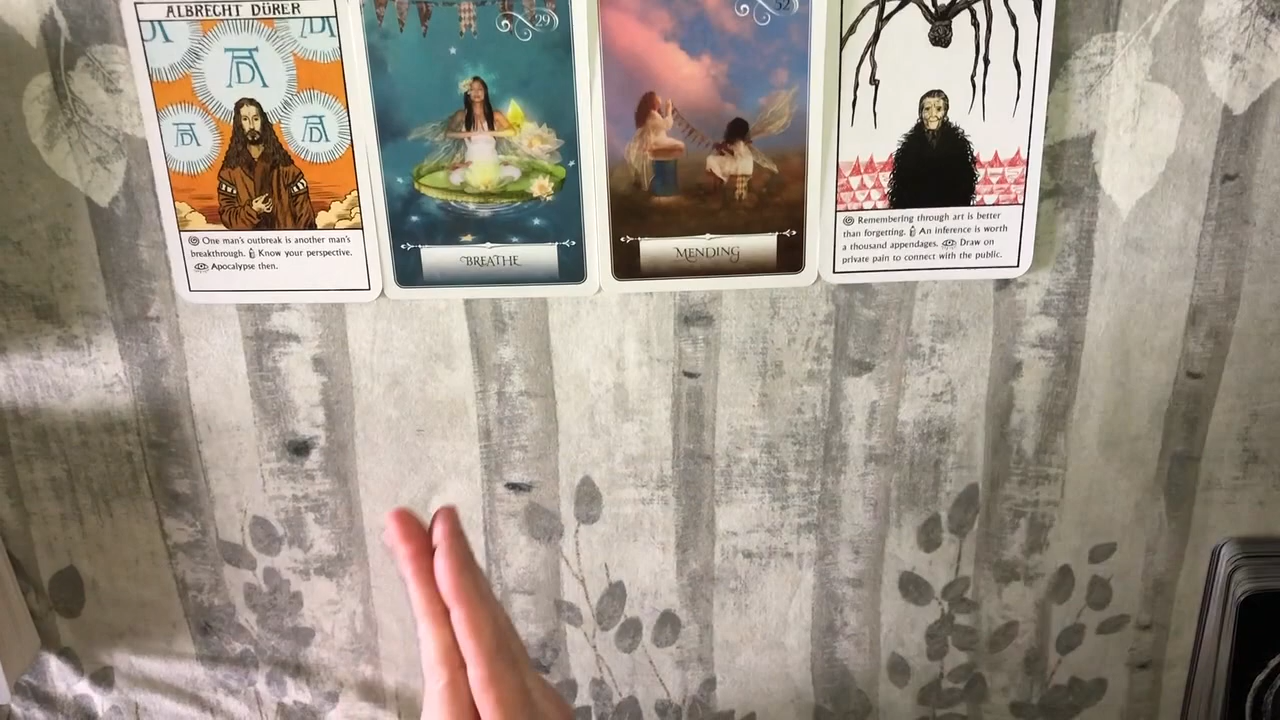 ALBRECHT DÜRER
One man's outbreak is another man's
breakthrough. Know your perspective.
Apocalypse then.
29
BREATHE
52
MENDING
Remembering through art is better
than forgetting. An inference is worth
a thousand appendages. Draw on
private pain to connect with the public.